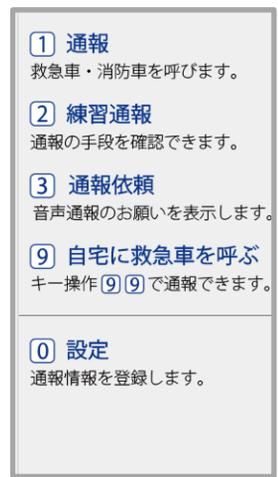 1 通報
救急車・消防車を呼びます。
2 練習通報
通報の手段を確認できます。
3 通報依頼
音声通報のお願いを表示します。
9 自宅に救急車を呼ぶ
キー操作99で通報できます。
0 設定
通報情報を登録します。